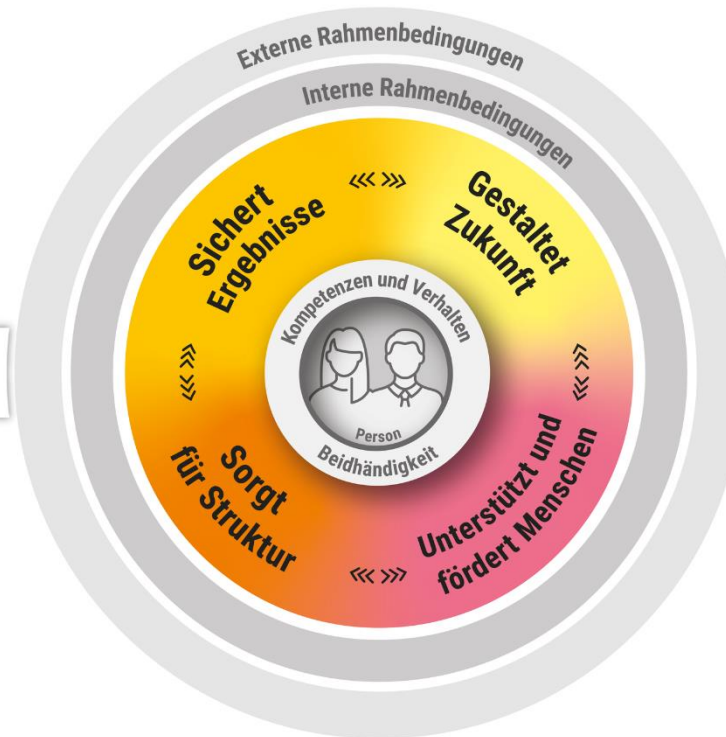 Externe Rahmenbedingungen
Interne Rahmenbedingungen
Sichert
Ergebnisse
Gestaltet
Zukunft
Kompetenzen und Verhalten
Person
Beidhändigkeit
Sorgt
für Struktur
Unterstützt und
fördert Menschen